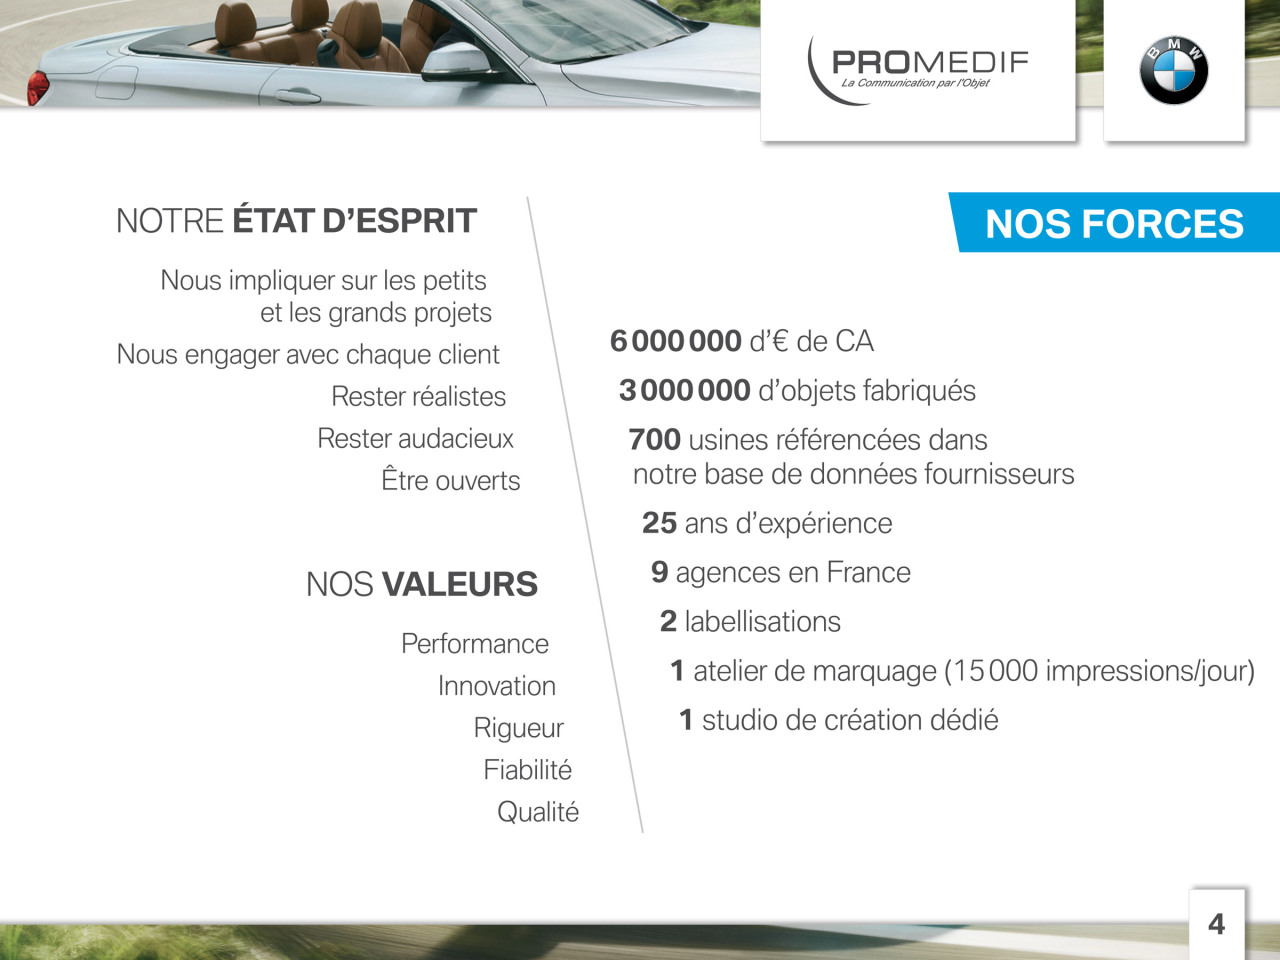 PROMEDIF
La Communication par l'Objet
BMW
NOTRE ÉTAT D’ESPRIT
Nous impliquer sur les petits
et les grands projets
Nous engager avec chaque client
Rester réalistes
Rester audacieux
Être ouverts
NOS VALEURS
Performance
Innovation
Rigueur
Fiabilité
Qualité
NOS FORCES
6 000 000 d’€ de CA
3 000 000 d’objets fabriqués
700 usines référencées dans
notre base de données fournisseurs
25 ans d’expérience
9 agences en France
2 labellisations
1 atelier de marquage (15 000 impressions/jour)
1 studio de création dédié
4